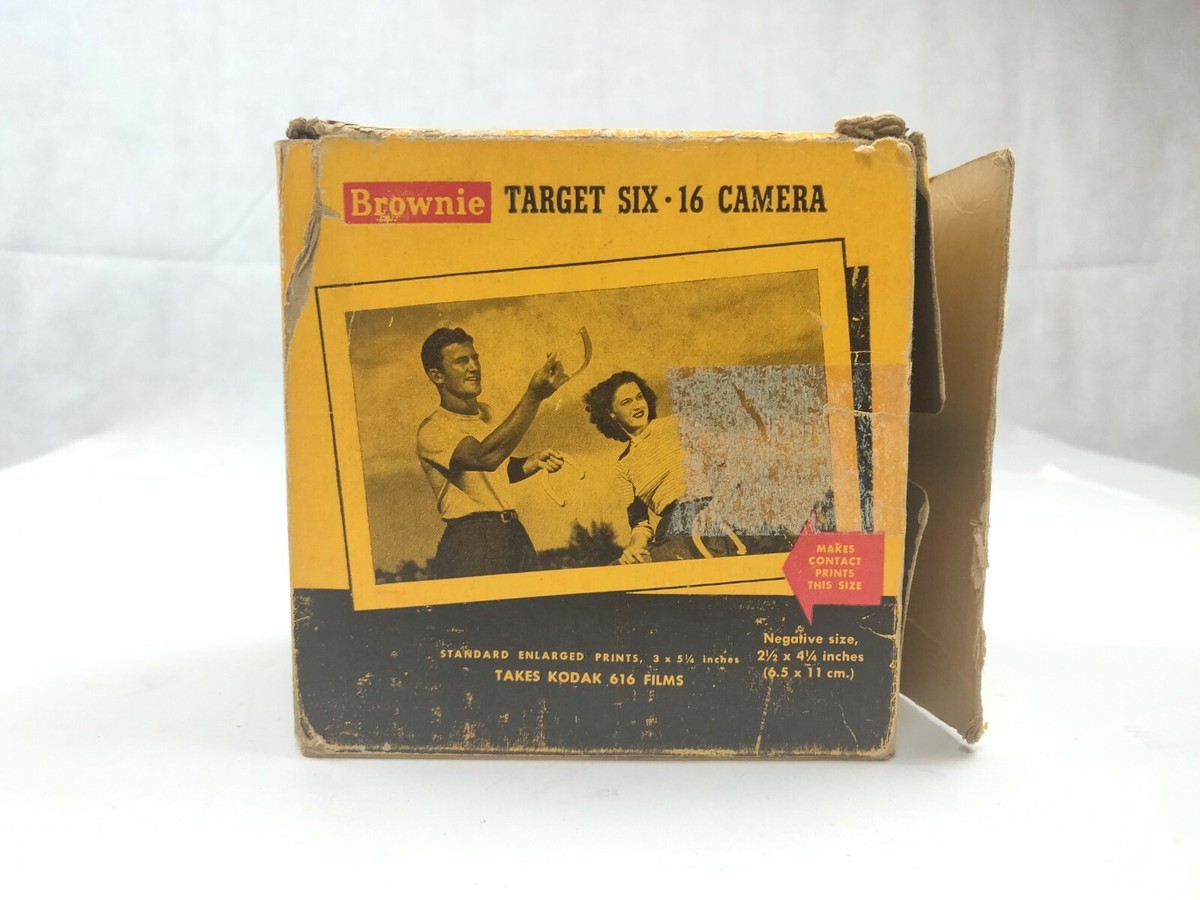 Brownie TARGET SIX·16 CAMERA
MAKES
CONTACT
PRINTS
THIS SIZE
Negative size,
2½ x 4¼ inches
(6.5 x 11 cm.)
STANDARD ENLARGED PRINTS, 3 x 5¼ inches
TAKES KODAK 616 FILMS